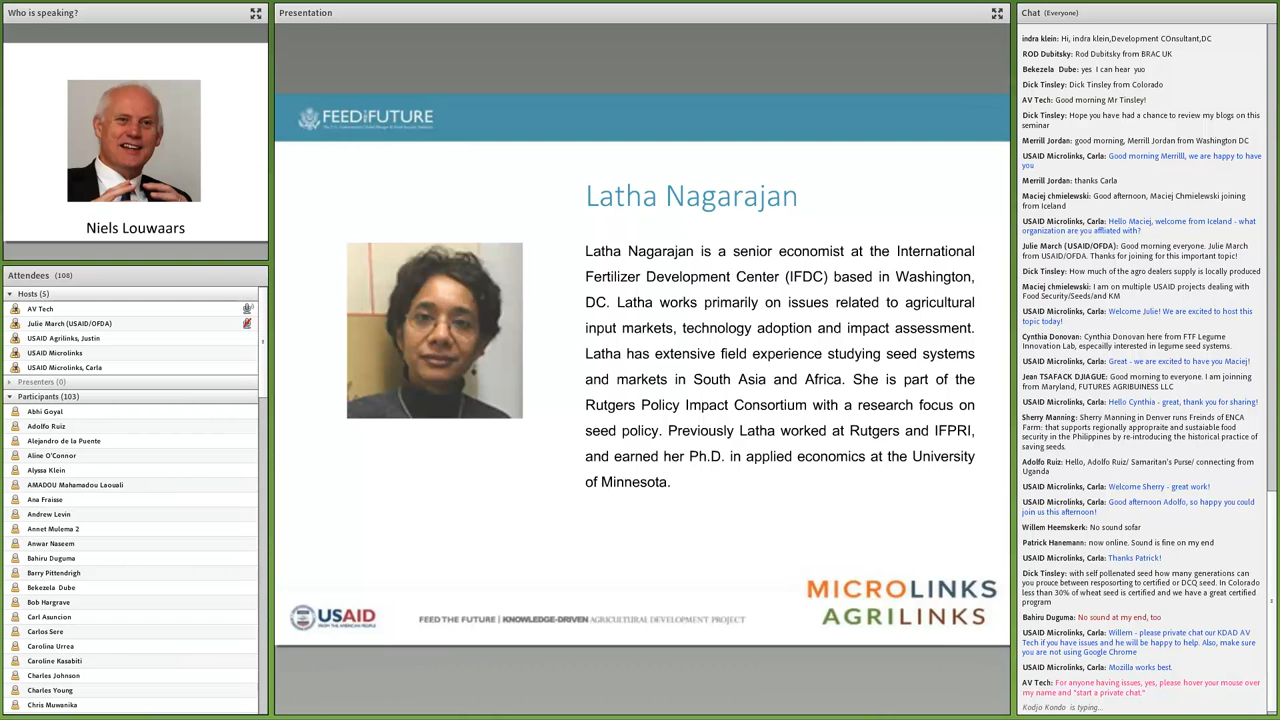 Who is speaking?
Niels Louwaars
Attendees (108)
Hosts (5)
AV Tech
Julie March (USAID/OFDA)
USAID Agrilinks, Justin
USAID Microlinks
USAID Microlinks, Carla
Presenters (0)
Participants (103)
Abhi Goyal
Adolfo Ruiz
Alejandro de la Puente
Aline O'Connor
Alyssa Klein
AMADOU Mahamadou Laouali
Ana Fraisse
Andrew Levin
Annet Mulema 2
Anwar Naseem
Bahiru Duguma
Barry Pittendrigh
Bekezela Dube
Bob Hargrave
Carl Asuncion
Carlos Sere
Carolina Urrea
Caroline Kasabiti
Charles Johnson
Charles Young
Chris Muwanika
Presentation
FEED THE FUTURE
Latha Nagarajan
Latha Nagarajan is a senior economist at the International
Fertilizer Development Center (IFDC) based in Washington,
DC. Latha works primarily on issues related to agricultural
input markets, technology adoption and impact assessment.
Latha has extensive field experience studying seed systems
and markets in South Asia and Africa. She is part of the
Rutgers Policy Impact Consortium with a research focus on
seed policy. Previously Latha worked at Rutgers and IFPRI,
and earned her Ph.D. in applied economics at the University
of Minnesota.
USAID
FROM THE AMERICAN PEOPLE
FEED THE FUTURE | KNOWLEDGE-DRIVEN AGRICULTURAL DEVELOPMENT PROJECT
MICROLINKS
AGRILINKS
Chat (Everyone)
indra klein: Hi, indra klein,Development COnsultant,DC
ROD Dubitsky: Rod Dubitsky from BRAC UK
Bekezela Dube: yes I can hear yuo
Dick Tinsley: Dick Tinsley from Colorado
AV Tech: Good morning Mr Tinsley!
Dick Tinsley: Hope you have had a chance to review my blogs on this
seminar
Merrill Jordan: good morning, Merrill Jordan from Washington DC
USAID Microlinks, Carla: Good morning Merrilll, we are happy to have
you
Merrill Jordan: thanks Carla
Maciej chmielewski: Good afternoon, Maciej Chmielewski joining
from Iceland
USAID Microlinks, Carla: Hello Maciej, welcome from Iceland - what
organization are you affliated with?
Julie March (USAID/OFDA): Good morning everyone. Julie March
from USAID/OFDA. Thanks for joining for this important topic!
Dick Tinsley: How much of the agro dealers supply is locally produced
Maciej chmielewski: I am on multiple USAID projects dealing with
Food Security/Seeds/and KM
USAID Microlinks, Carla: Welcome Julie! We are excited to host this
topic today!
Cynthia Donovan: Cynthia Donovan here from FTF Legume
Innovation Lab, especailly interested in legume seed systems.
USAID Microlinks, Carla: Great - we are excited to have you Maciej!
Jean TSAFACK DJIAGUE: Good morning to everyone. I am joinning
from Maryland, FUTURES AGRIBUINESS LLC
USAID Microlinks, Carla: Hello Cynthia - great, thank you for sharing!
Sherry Manning: Sherry Manning in Denver runs Freinds of ENCA
Farm: that supports regionally appropraite and sustainable food
security in the Philippines by re-introducing the historical practice of
saving seeds.
Adolfo Ruiz: Hello, Adolfo Ruiz/ Samaritan's Purse/ connecting from
Uganda
USAID Microlinks, Carla: Welcome Sherry - great work!
USAID Microlinks, Carla: Good afternoon Adolfo, so happy you could
join us this afternoon!
Willem Heemskerk: No sound sofar
Patrick Hanemann: now online. Sound is fine on my end
USAID Microlinks, Carla: Thanks Patrick!
Dick Tinsley: with self pollenated seed how many generations can
you prouce between resposorting to certified or DCQ seed. In Colorado
less than 30% of wheat seed is certified and we have a great certified
program
Bahiru Duguma: No sound at my end, too
USAID Microlinks, Carla: Willem - please private chat our KDAD AV
Tech if you have issues and he will be happy to help. Also, make sure
you are not using Google Chrome
USAID Microlinks, Carla: Mozilla works best.
AV Tech: For anyone having issues, yes, please hover your mouse over
my name and "start a private chat."
Kodjo Kondo is typing...